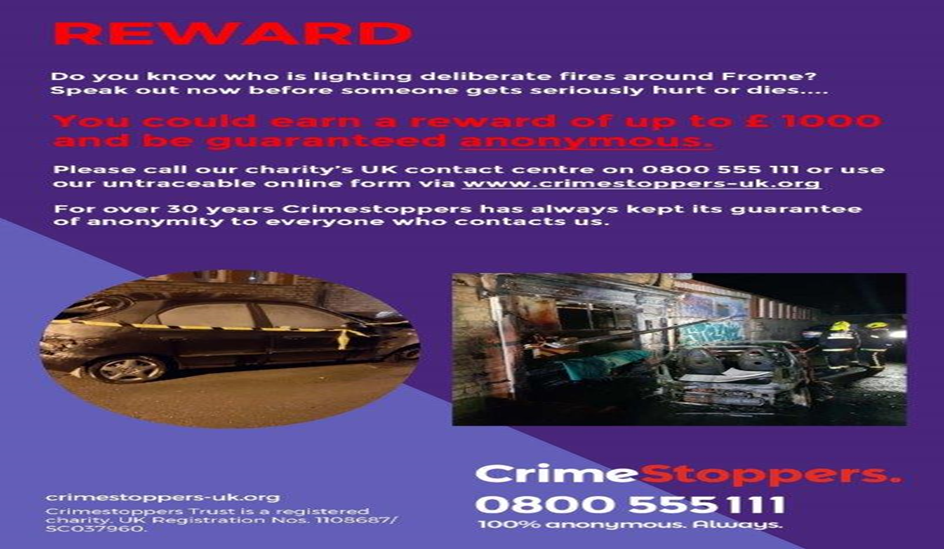 REWARD
Do you know who is lighting deliberate fires around Frome?
Speak out now before someone gets seriously hurt or dies....
You could earn a reward of up to £ 1000
and be guaranteed anonymous.
Please call our charity's UK contact centre on 0800 555 111 or use
our untraceable online form via www.crimestoppers-uk.org
For over 30 years Crimestoppers has always kept its guarantee
of anonymity to everyone who contacts us.
crimestoppers-uk.org
Crimestoppers Trust is a registered
charity. UK Registration Nos. 1108687/
SC037960.
CrimeStoppers.
0800 555 111
100% anonymous. Always.